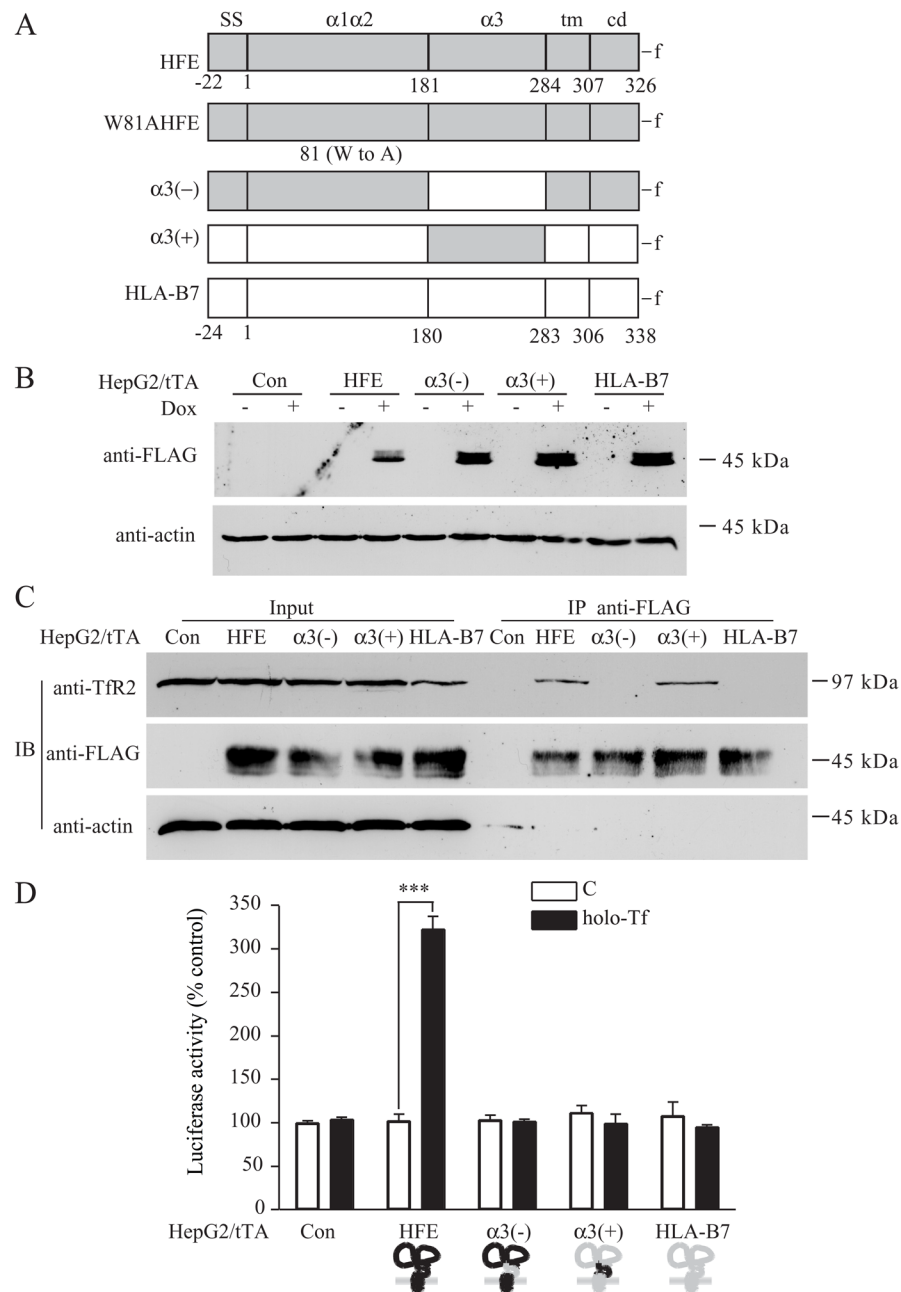 A
SS α1α2 α3 tm cd
HFE –f
-22 1 181 284 307 326
W81AHFE –f
81 (W to A)
α3(−) –f
α3(+) –f
HLA-B7 –f
-24 1 180 283 306 338
B
HepG2/tTA Con HFE α3(-) α3(+) HLA-B7
Dox - + - + - + - + - +
anti-FLAG 45 kDa
anti-actin 45 kDa
C
Input IP anti-FLAG
HepG2/tTA Con HFE α3(-) α3(+) HLA-B7 Con HFE α3(-) α3(+) HLA-B7
anti-TfR2 97 kDa
IB anti-FLAG 45 kDa
anti-actin 45 kDa
D
C
holo-Tf
***
Luciferase activity (% control)
350
300
250
200
150
100
50
0
HepG2/tTA Con HFE α3(-) α3(+) HLA-B7